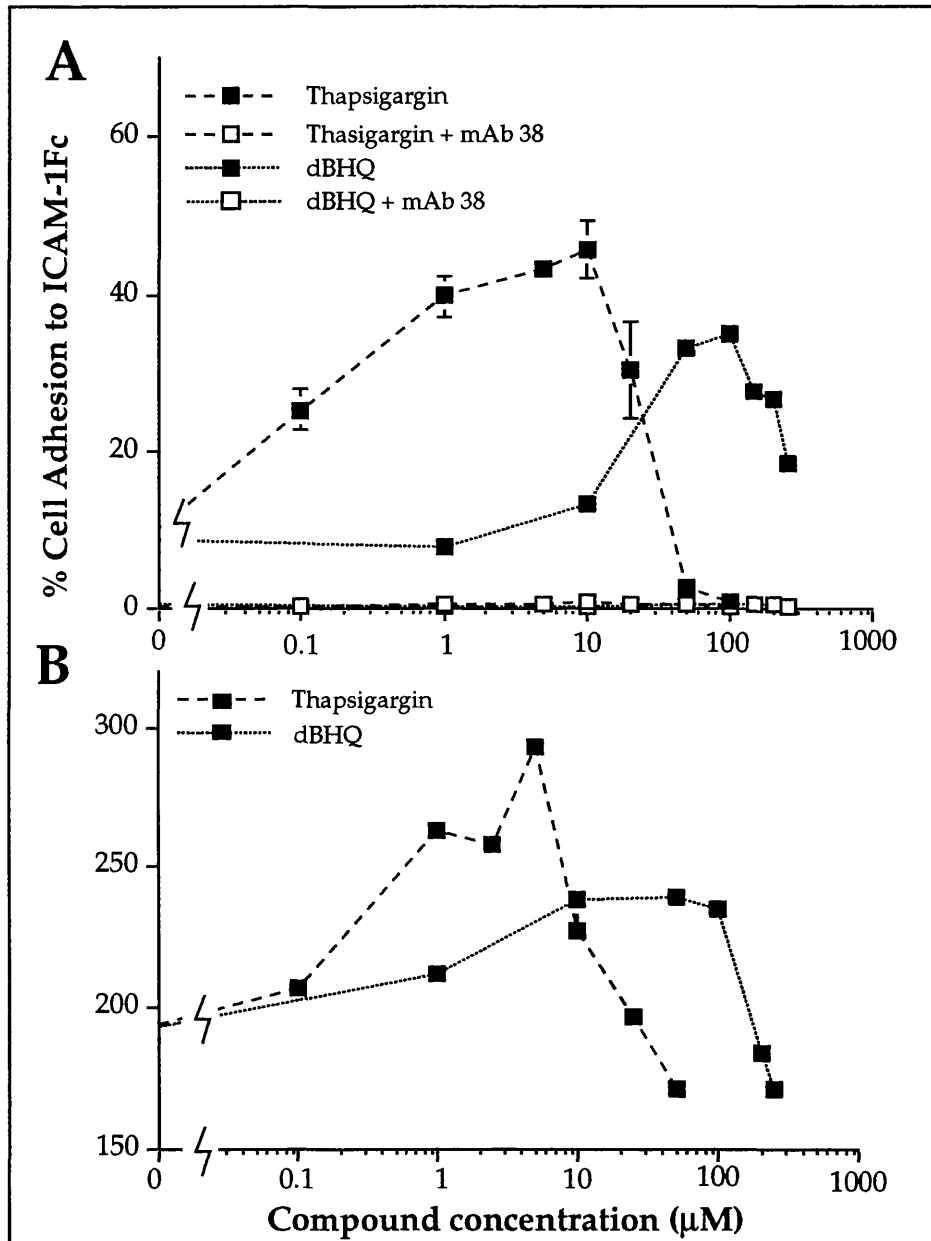 A
% Cell Adhesion to ICAM-1Fc
Thapsigargin
Thasigargin + mAb 38
dBHQ
dBHQ + mAb 38
60
40
20
0
0 0.1 1 10 100 1000
B
Thapsigargin
dBHQ
300
250
200
150
0 0.1 1 10 100 1000
Compound concentration (μM)